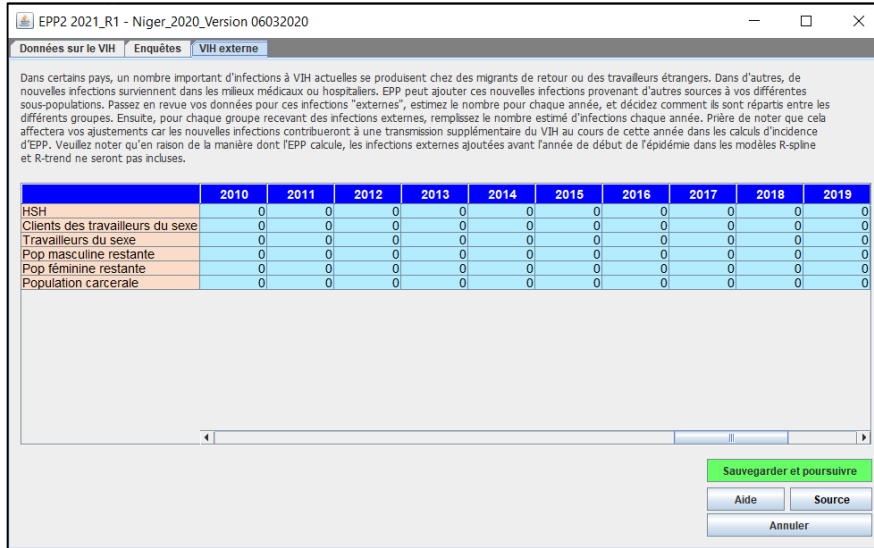 EPP2 2021_R1 - Niger_2020_Version 06032020
Données sur le VIH Enquêtes VIH externe
Dans certains pays, un nombre important d'infections à VIH actuelles se produisent chez des migrants de retour ou des travailleurs étrangers. Dans d'autres, de
nouvelles infections surviennent dans les milieux médicaux ou hospitaliers. EPP peut ajouter ces nouvelles infections provenant d'autres sources à vos différentes
sous-populations. Passez en revue vos données pour ces infections "externes", estimez le nombre pour chaque année, et décidez comment ils sont répartis entre les
différents groupes. Ensuite, pour chaque groupe recevant des infections externes, remplissez le nombre estimé d'infections chaque année. Prière de noter que cela
affectera vos ajustements car les nouvelles infections contribueront à une transmission supplémentaire du VIH au cours de cette année dans les calculs d'incidence
d'EPP. Veuillez noter qu'en raison de la manière dont l'EPP calcule, les infections externes ajoutées avant l'année de début de l'épidémie dans les modèles R-spline
et R-trend ne seront pas incluses.
2010 2011 2012 2013 2014 2015 2016 2017 2018 2019
HSH 0 0 0 0 0 0 0 0 0 0
Clients des travailleurs du sexe 0 0 0 0 0 0 0 0 0 0
Travailleurs du sexe 0 0 0 0 0 0 0 0 0 0
Pop masculine restante 0 0 0 0 0 0 0 0 0 0
Pop féminine restante 0 0 0 0 0 0 0 0 0 0
Population carcerale 0 0 0 0 0 0 0 0 0 0
Sauvegarder et poursuivre
Aide Source
Annuler